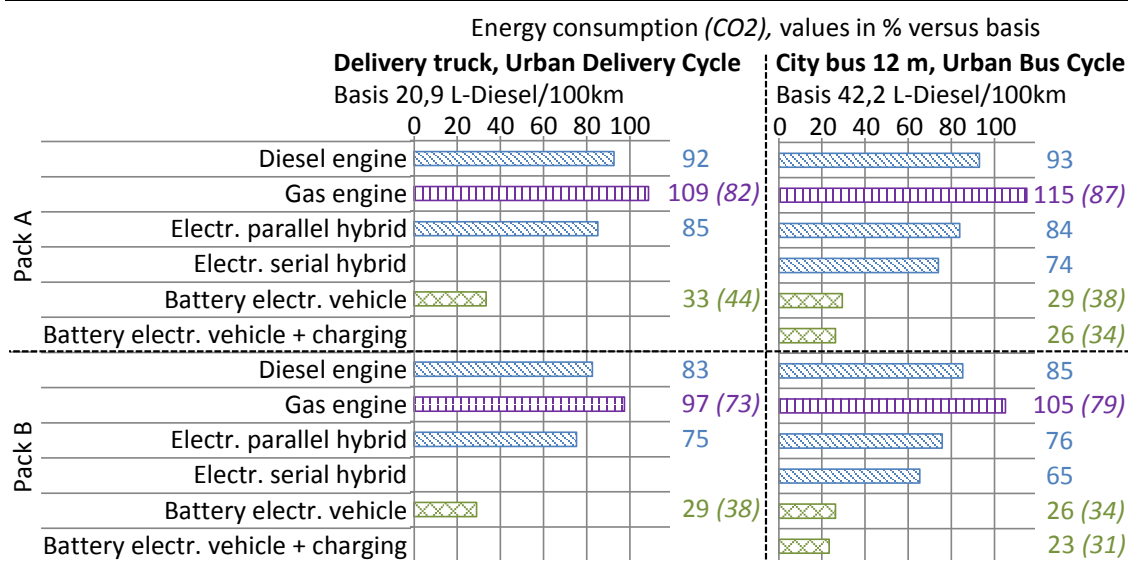 Energy consumption (CO2), values in % versus basis
Delivery truck, Urban Delivery Cycle
Basis 20,9 L-Diesel/100km
0 20 40 60 80 100
City bus 12 m, Urban Bus Cycle
Basis 42,2 L-Diesel/100km
0 20 40 60 80 100
Pack A
Diesel engine 92 93
Gas engine 109 (82) 115 (87)
Electr. parallel hybrid 85 84
Electr. serial hybrid 74
Battery electr. vehicle 33 (44) 29 (38)
Battery electr. vehicle + charging 26 (34)
Pack B
Diesel engine 83 85
Gas engine 97 (73) 105 (79)
Electr. parallel hybrid 75 76
Electr. serial hybrid 65
Battery electr. vehicle 29 (38) 26 (34)
Battery electr. vehicle + charging 23 (31)